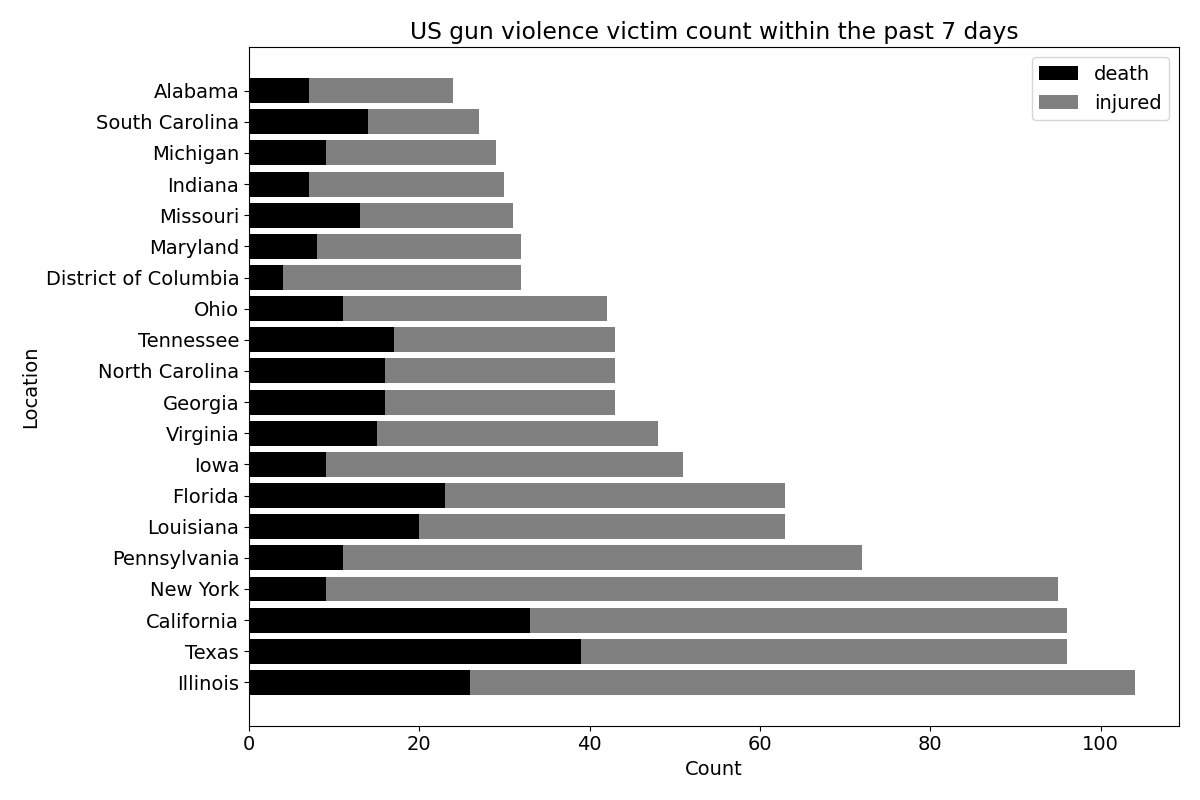 US gun violence victim count within the past 7 days
death
injured
Alabama
South Carolina
Michigan
Indiana
Missouri
Maryland
District of Columbia
Ohio
Tennessee
North Carolina
Georgia
Virginia
Iowa
Florida
Louisiana
Pennsylvania
New York
California
Texas
Illinois
Location
0 20 40 60 80 100
Count